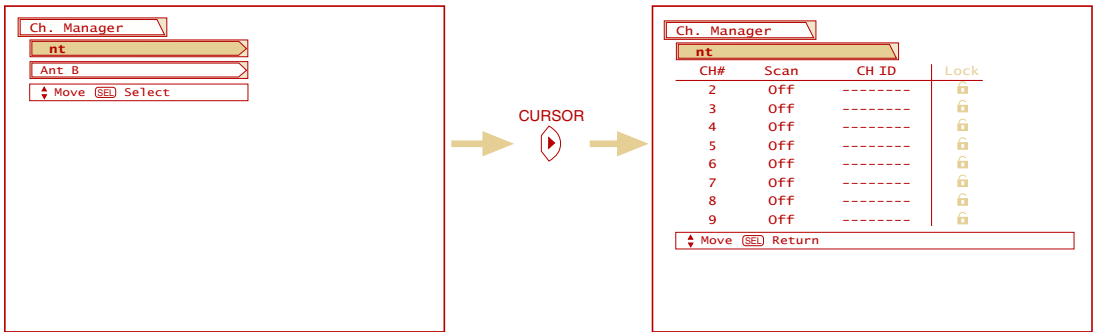 Ch. Manager
nt
Ant B
Move SEL Select
CURSOR
Ch. Manager
nt
CH# Scan CH ID Lock
2 Off --------
3 Off --------
4 Off --------
5 Off --------
6 Off --------
7 Off --------
8 Off --------
9 Off --------
Move SEL Return